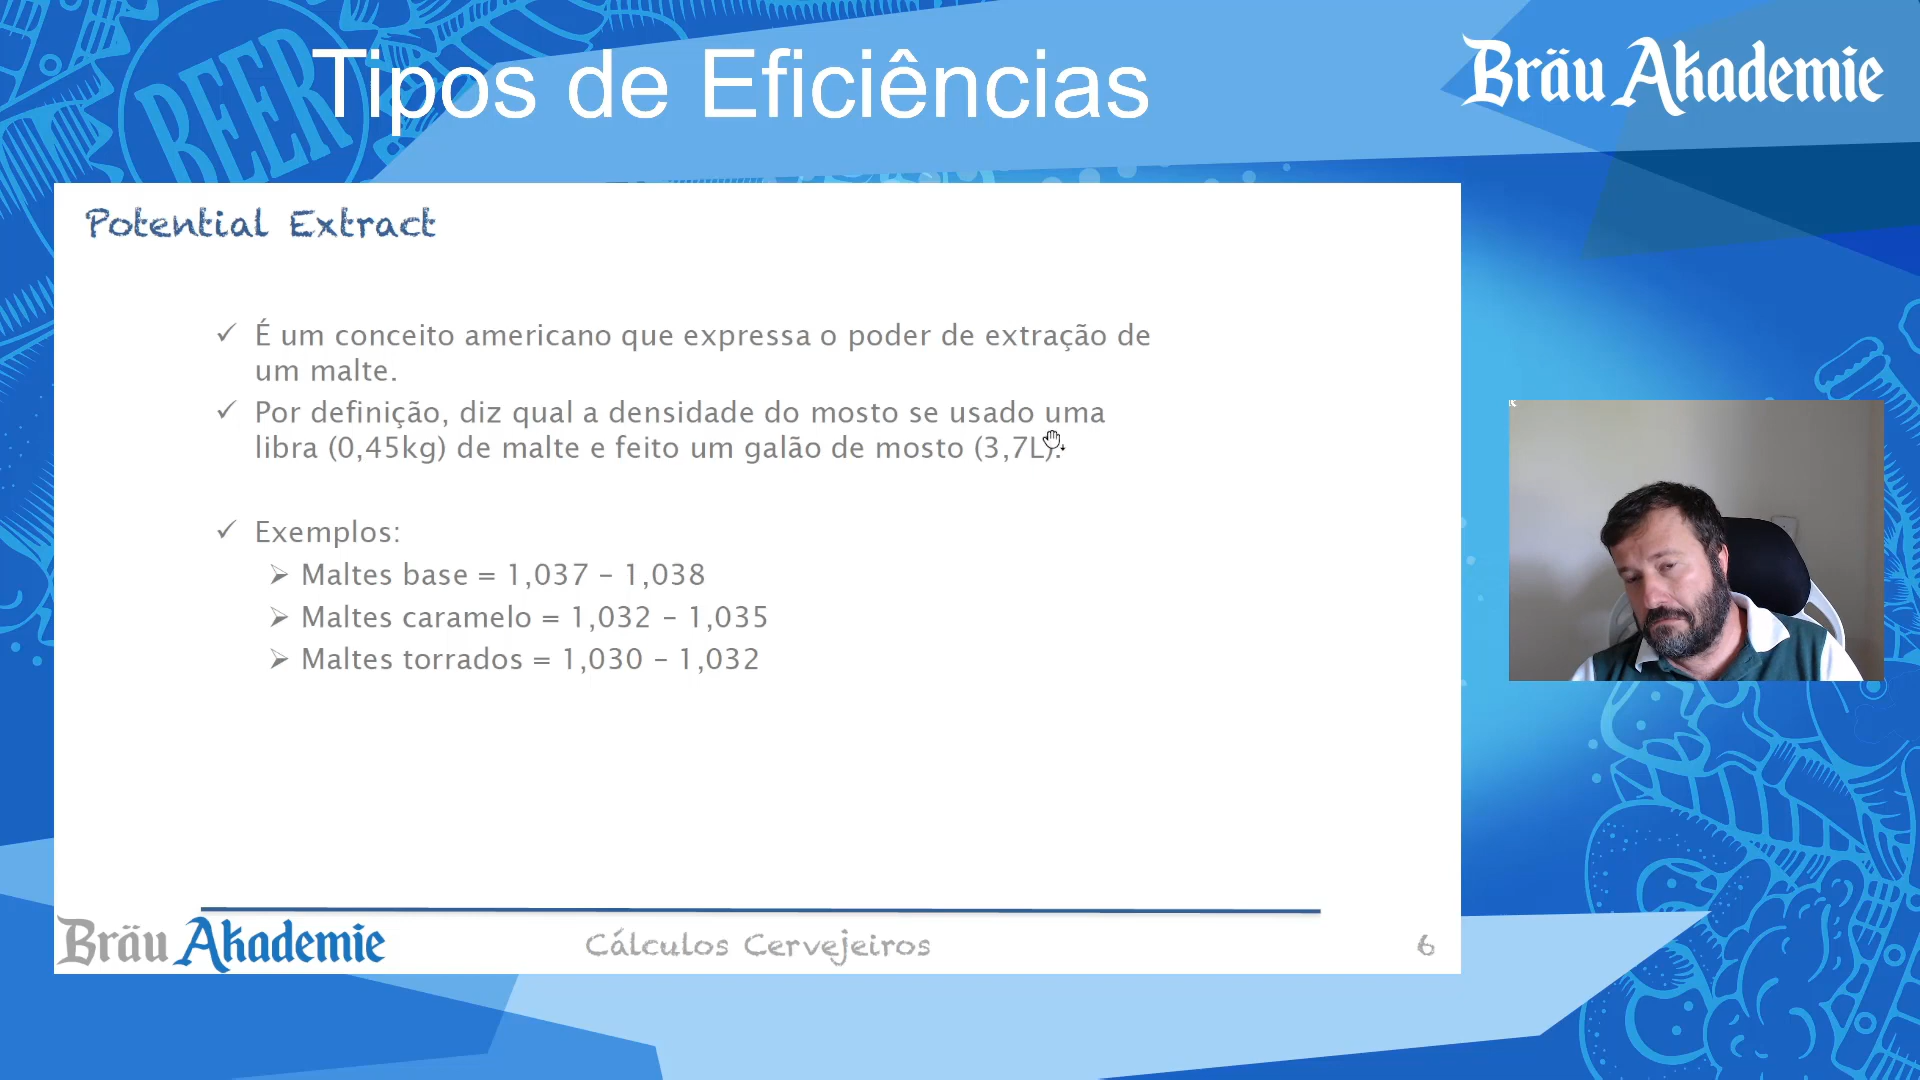 BEER
Tipos de Eficiências
Bräu Akademie
Potential Extract
✓ É um conceito americano que expressa o poder de extração de
um malte.
✓ Por definição, diz qual a densidade do mosto se usado uma
libra (0,45kg) de malte e feito um galão de mosto (3,7L).
✓ Exemplos:
➢ Maltes base = 1,037 – 1,038
➢ Maltes caramelo = 1,032 – 1,035
➢ Maltes torrados = 1,030 – 1,032
Bräu Akademie
Cálculos Cervejeiros
6